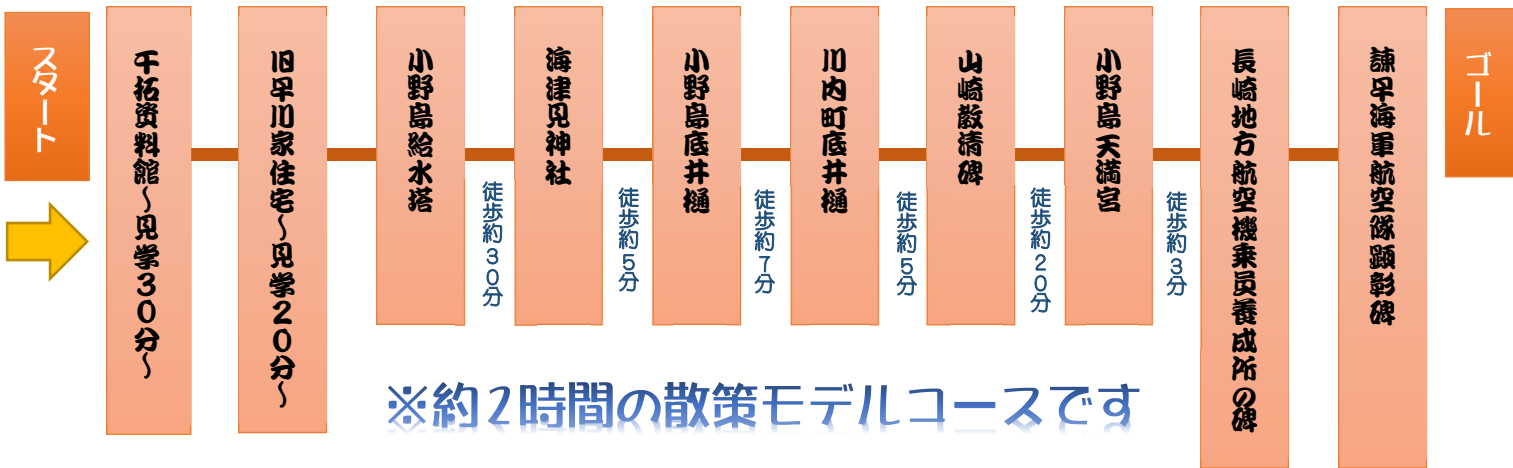 スタート
干拓資料館～見学30分～
旧早川家住宅～見学20分～
小野島給水塔
徒歩約30分
海津見神社
徒歩約5分
小野島底井樋
徒歩約7分
川内町底井樋
徒歩約5分
山崎教清碑
徒歩約20分
小野島天満宮
徒歩約3分
長崎地方航空機乗員養成所の碑
諫早海軍航空隊顕彰碑
ゴール
※約2時間の散策モデルコースです